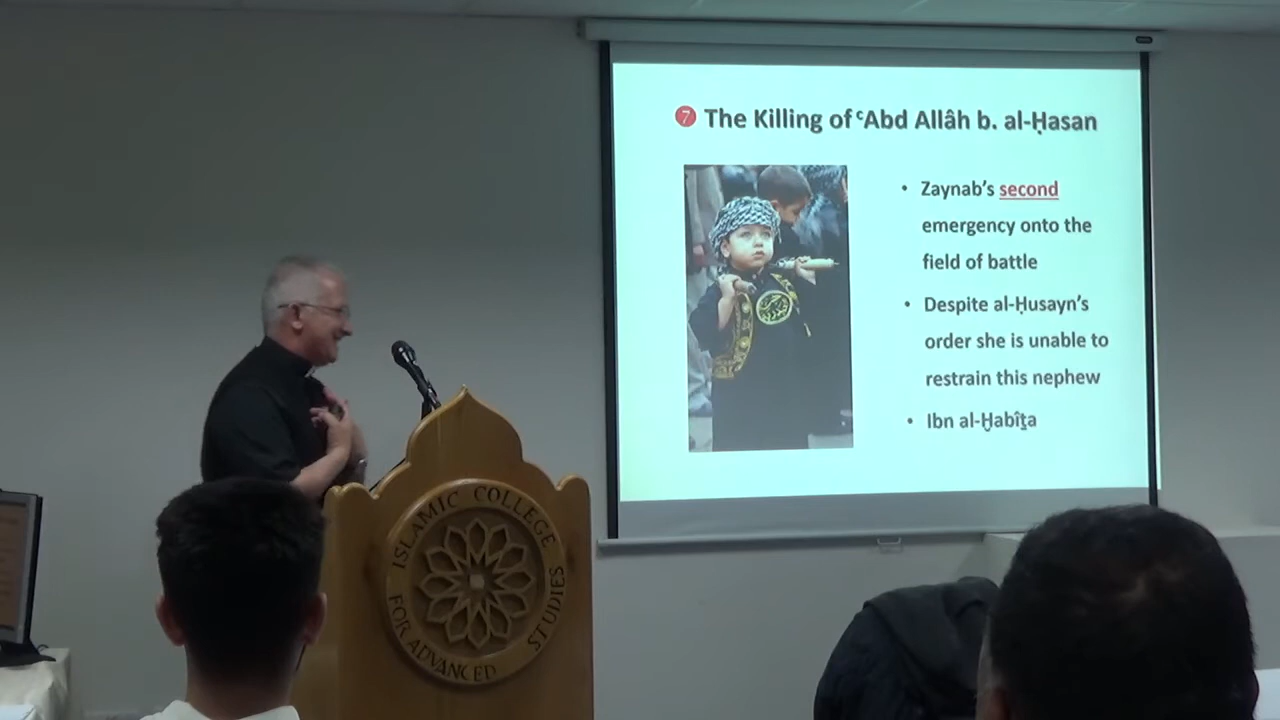 7 The Killing of ʿAbd Allâh b. al-Ḥasan
• Zaynab's second
emergency onto the
field of battle
• Despite al-Ḥusayn's
order she is unable to
restrain this nephew
• Ibn al-Ḫabîṯa
ISLAMIC COLLEGE
FOR ADVANCED STUDIES